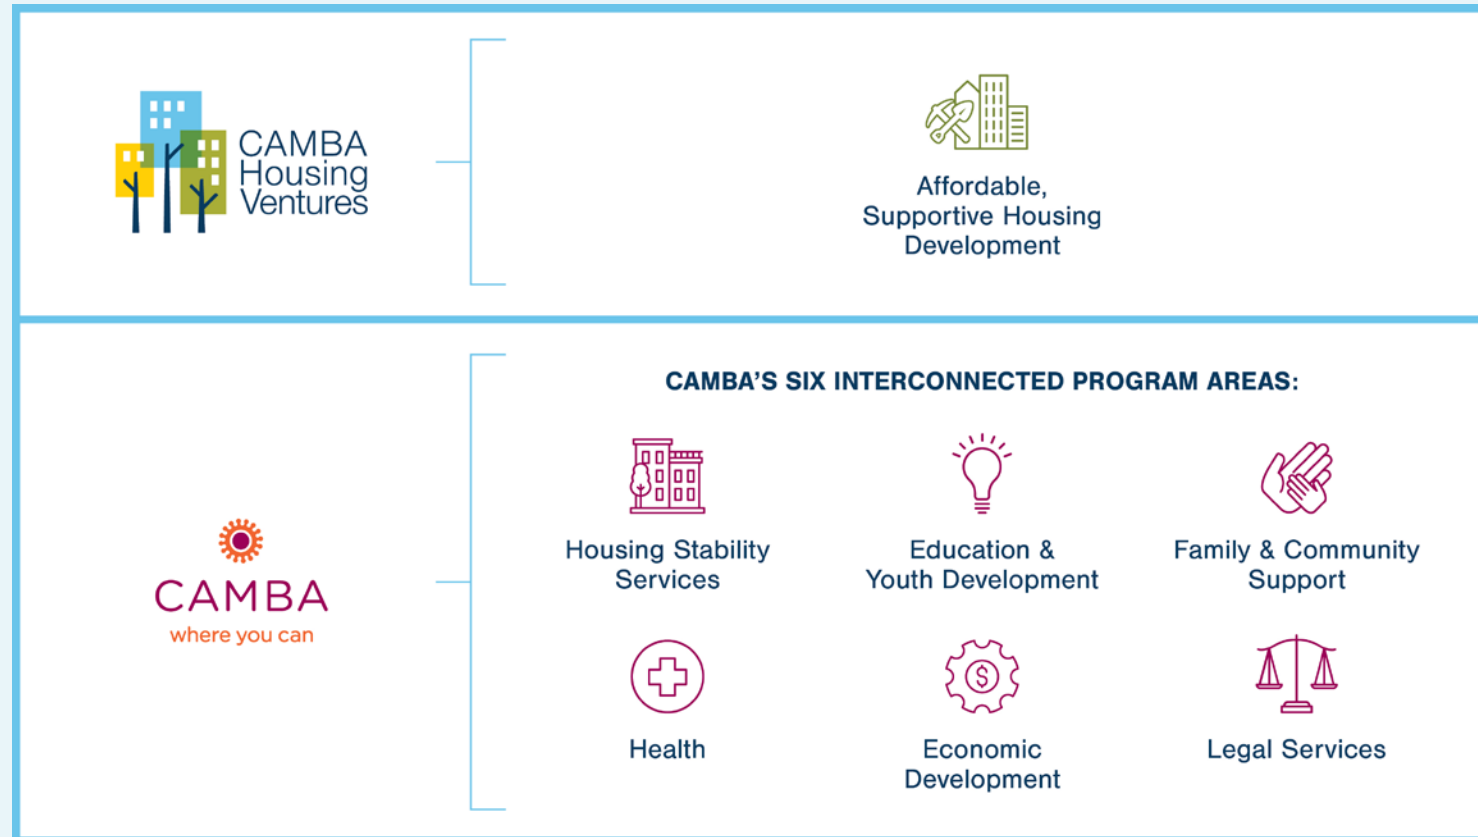 CAMBA
Housing
Ventures
Affordable,
Supportive Housing
Development
CAMBA’S SIX INTERCONNECTED PROGRAM AREAS:
CAMBA
where you can
Housing Stability
Services
Education &
Youth Development
Family & Community
Support
Health
$
Economic
Development
Legal Services